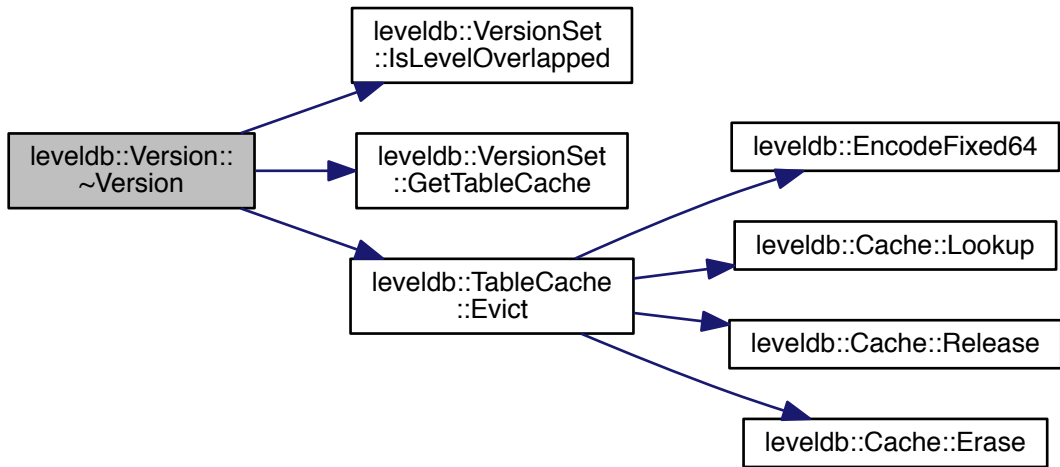 leveldb::VersionSet
::IsLevelOverlapped
leveldb::Version::
~Version
leveldb::VersionSet
::GetTableCache
leveldb::TableCache
::Evict
leveldb::EncodeFixed64
leveldb::Cache::Lookup
leveldb::Cache::Release
leveldb::Cache::Erase